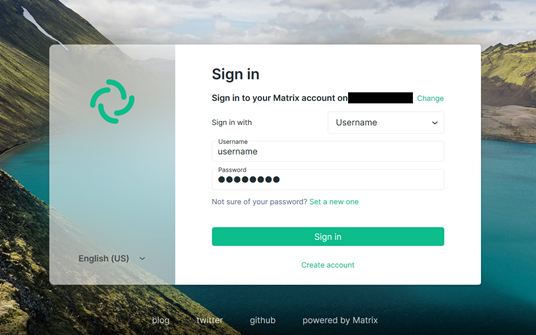 Sign in
Sign in to your Matrix account on Change
Sign in with Username
Username
username
Password
Not sure of your password? Set a new one
Sign in
English (US)
Create account
blog twitter github powered by Matrix